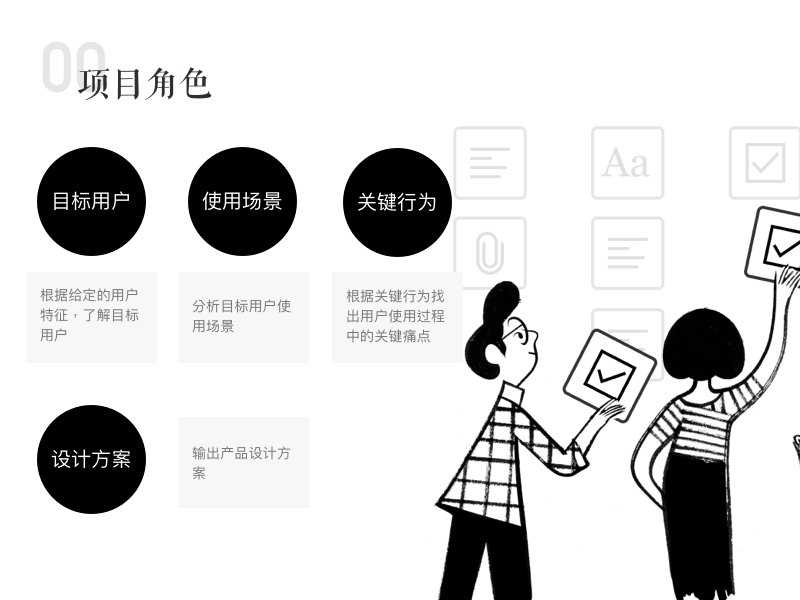 00
项目角色
目标用户
使用场景
关键行为
根据给定的用户
特征，了解目标
用户
分析目标用户使
用场景
根据关键行为找
出用户使用过程
中的关键痛点
设计方案
输出产品设计方
案
Aa